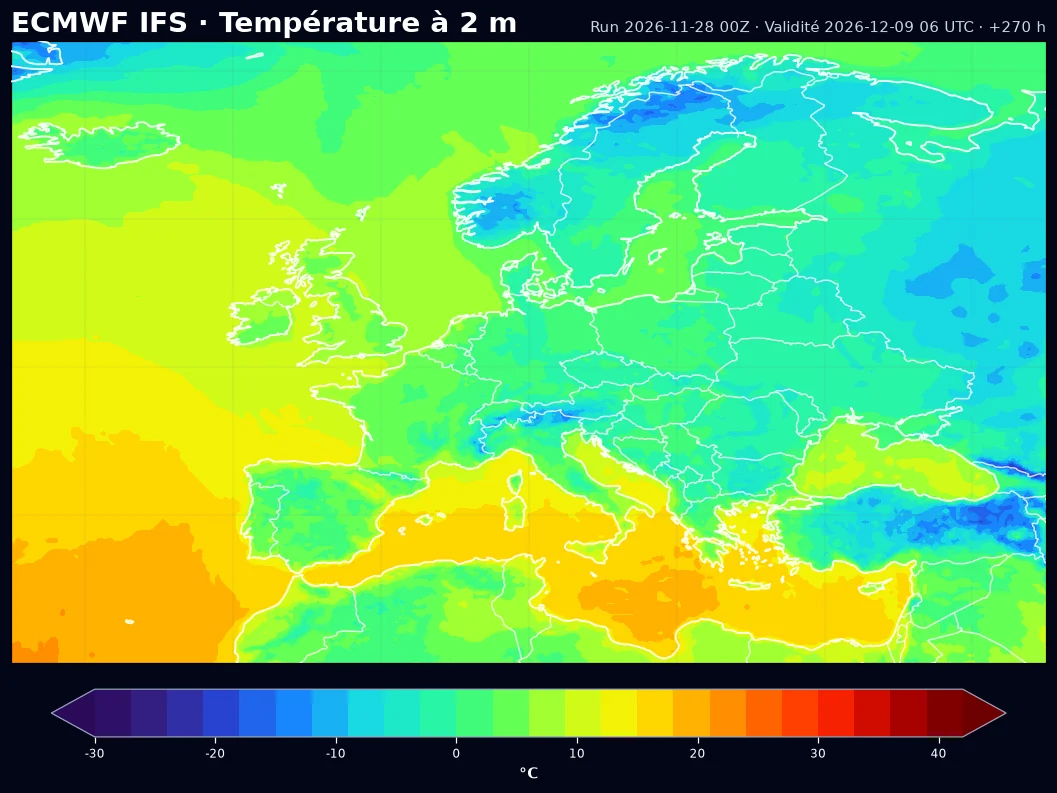 ECMWF IFS · Température à 2 m
Run 2026-11-28 00Z · Validité 2026-12-09 06 UTC · +270 h
-30 -20 -10 0 10 20 30 40
°C